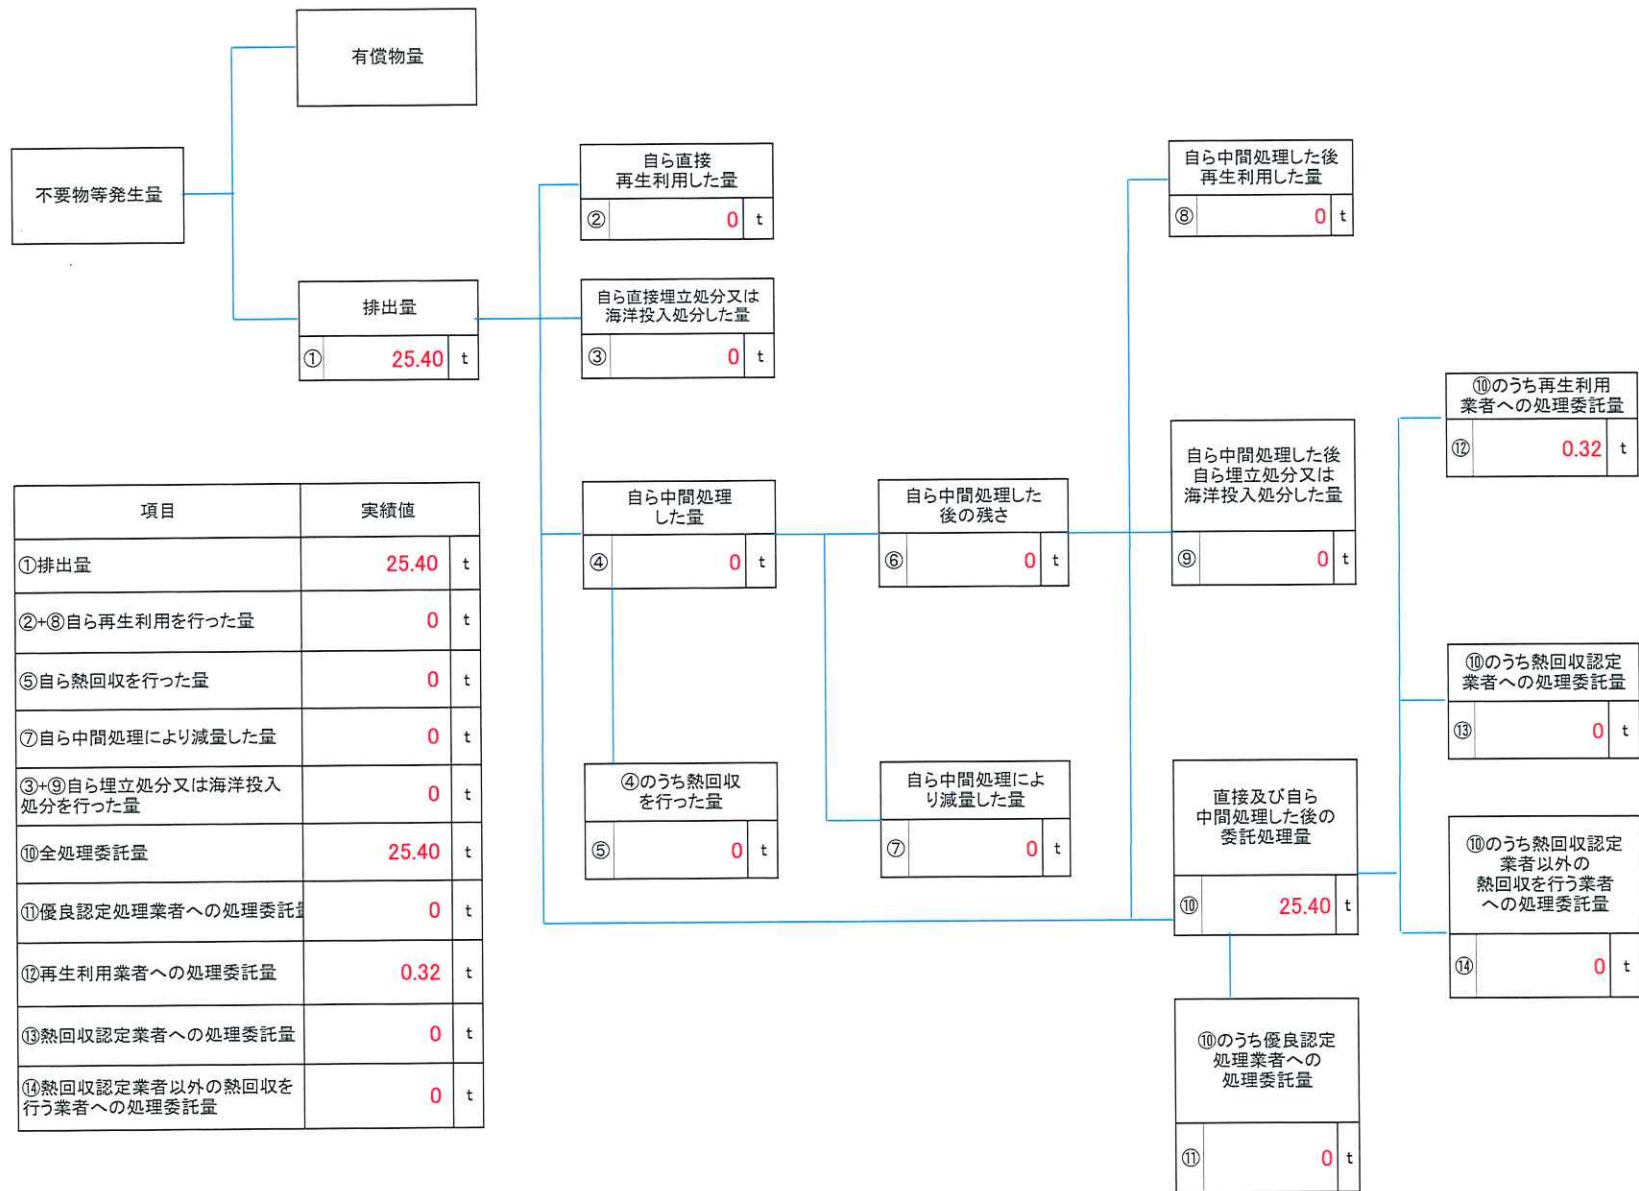 有償物量
不要物等発生量
排出量
① 25.40 t
自ら直接
再生利用した量
② 0 t
自ら直接埋立処分又は
海洋投入処分した量
③ 0 t
自ら中間処理
した量
④ 0 t
④のうち熱回収
を行った量
⑤ 0 t
自ら中間処理した
後の残さ
⑥ 0 t
自ら中間処理によ
り減量した量
⑦ 0 t
自ら中間処理した後
再生利用した量
⑧ 0 t
自ら中間処理した後
自ら埋立処分又は
海洋投入処分した量
⑨ 0 t
直接及び自ら
中間処理した後の
委託処理量
⑩ 25.40 t
⑩のうち優良認定
処理業者への
処理委託量
⑪ 0 t
⑩のうち再生利用
業者への処理委託量
⑫ 0.32 t
⑩のうち熱回収認定
業者への処理委託量
⑬ 0 t
⑩のうち熱回収認定
業者以外の
熱回収を行う業者
への処理委託量
⑭ 0 t
項目 実績値
①排出量 25.40 t
②+⑧自ら再生利用を行った量 0 t
⑤自ら熱回収を行った量 0 t
⑦自ら中間処理により減量した量 0 t
③+⑨自ら埋立処分又は海洋投入
処分を行った量 0 t
⑩全処理委託量 25.40 t
⑪優良認定処理業者への処理委託量 0 t
⑫再生利用業者への処理委託量 0.32 t
⑬熱回収認定業者への処理委託量 0 t
⑭熱回収認定業者以外の熱回収を
行う業者への処理委託量 0 t